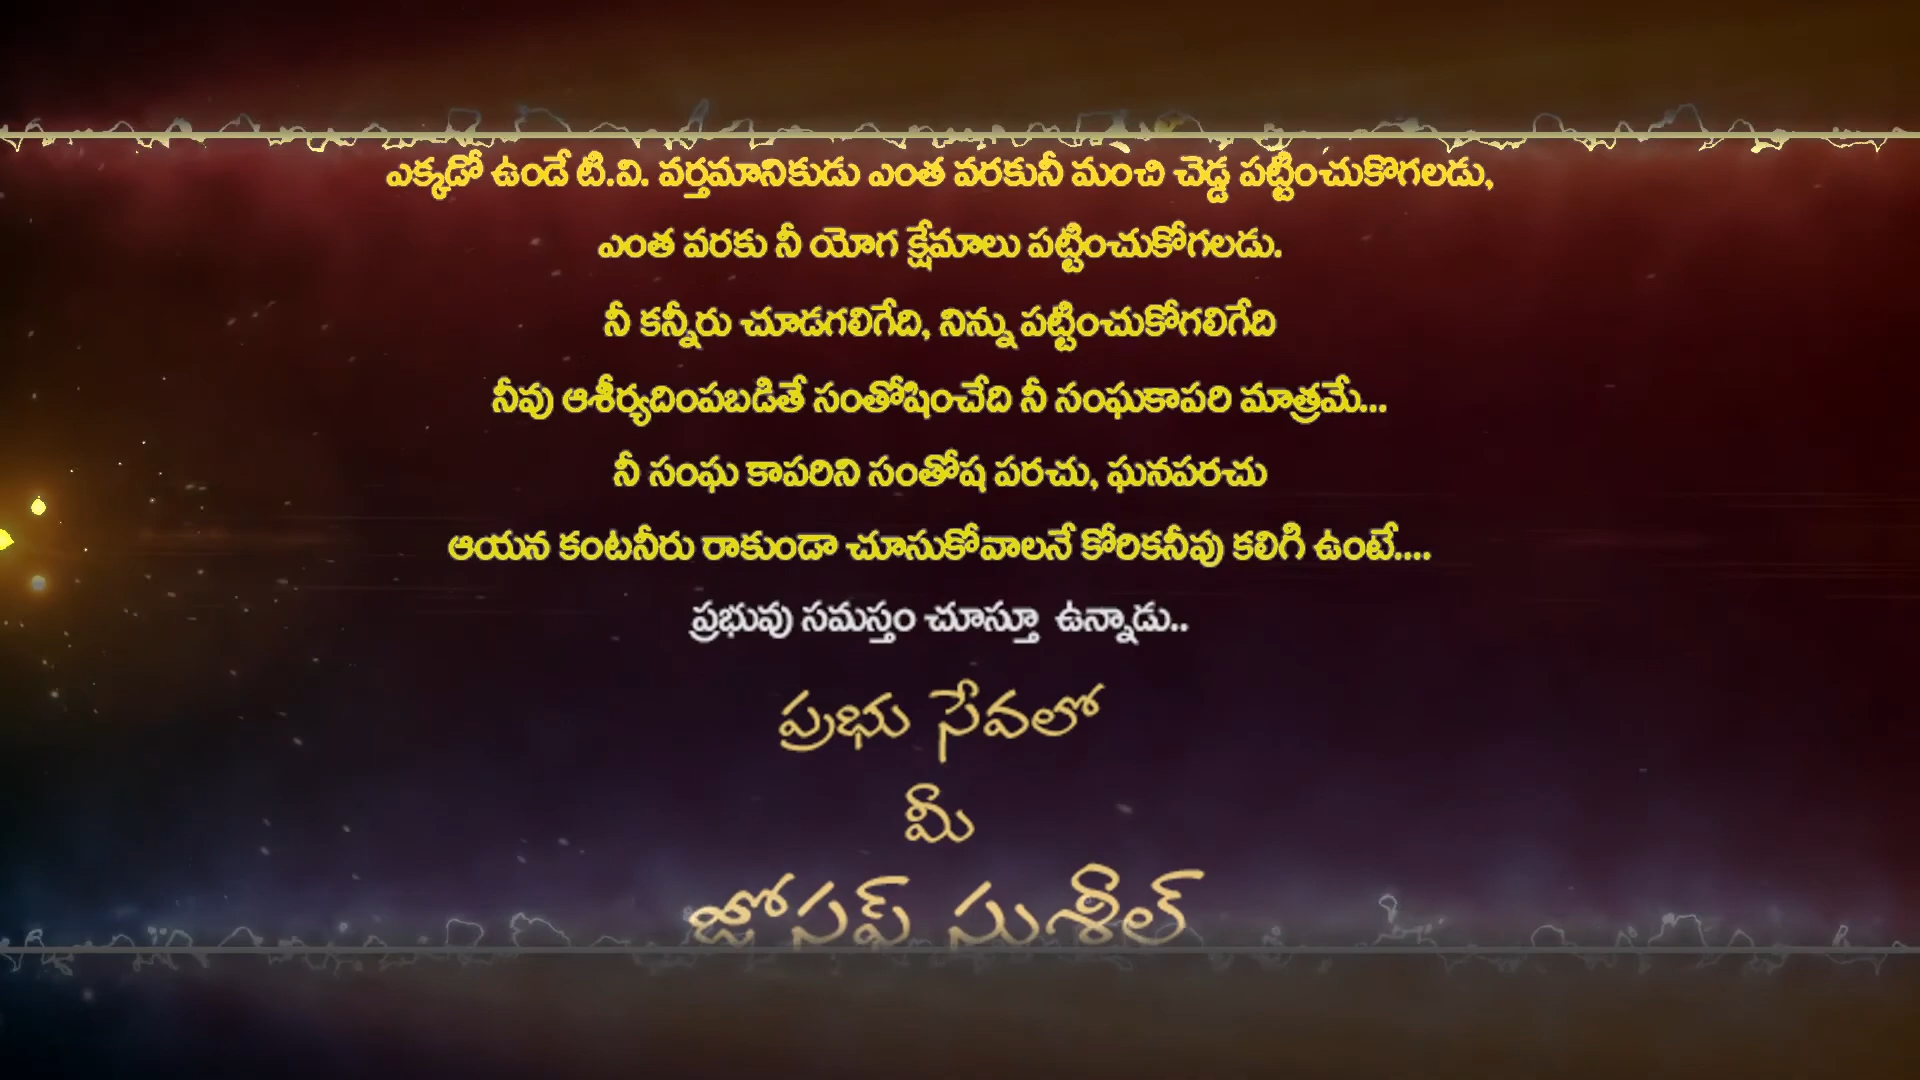 ఎక్కడో ఉండే టి.వి. వర్తమానికుడు ఎంత వరకునీ మంచి చెడ్డ పట్టించుకొగలడు,
ఎంత వరకు నీ యోగ క్షేమాలు పట్టించుకోగలడు.
నీ కన్నీరు చూడగలిగేది, నిన్ను పట్టించుకోగలిగేది
నీవు ఆశీర్యదింపబడితే సంతోషించేది నీ సంఘకాపరి మాత్రమే...
నీ సంఘ కాపరిని సంతోష పరచు, ఘనపరచు
ఆయన కంటనీరు రాకుండా చూసుకోవాలనే కోరికనీవు కలిగి ఉంటే....
ప్రభువు సమస్తం చూస్తూ ఉన్నాడు..
ప్రభు సేవలో
మీ
జోసఫ్ సుశీల్